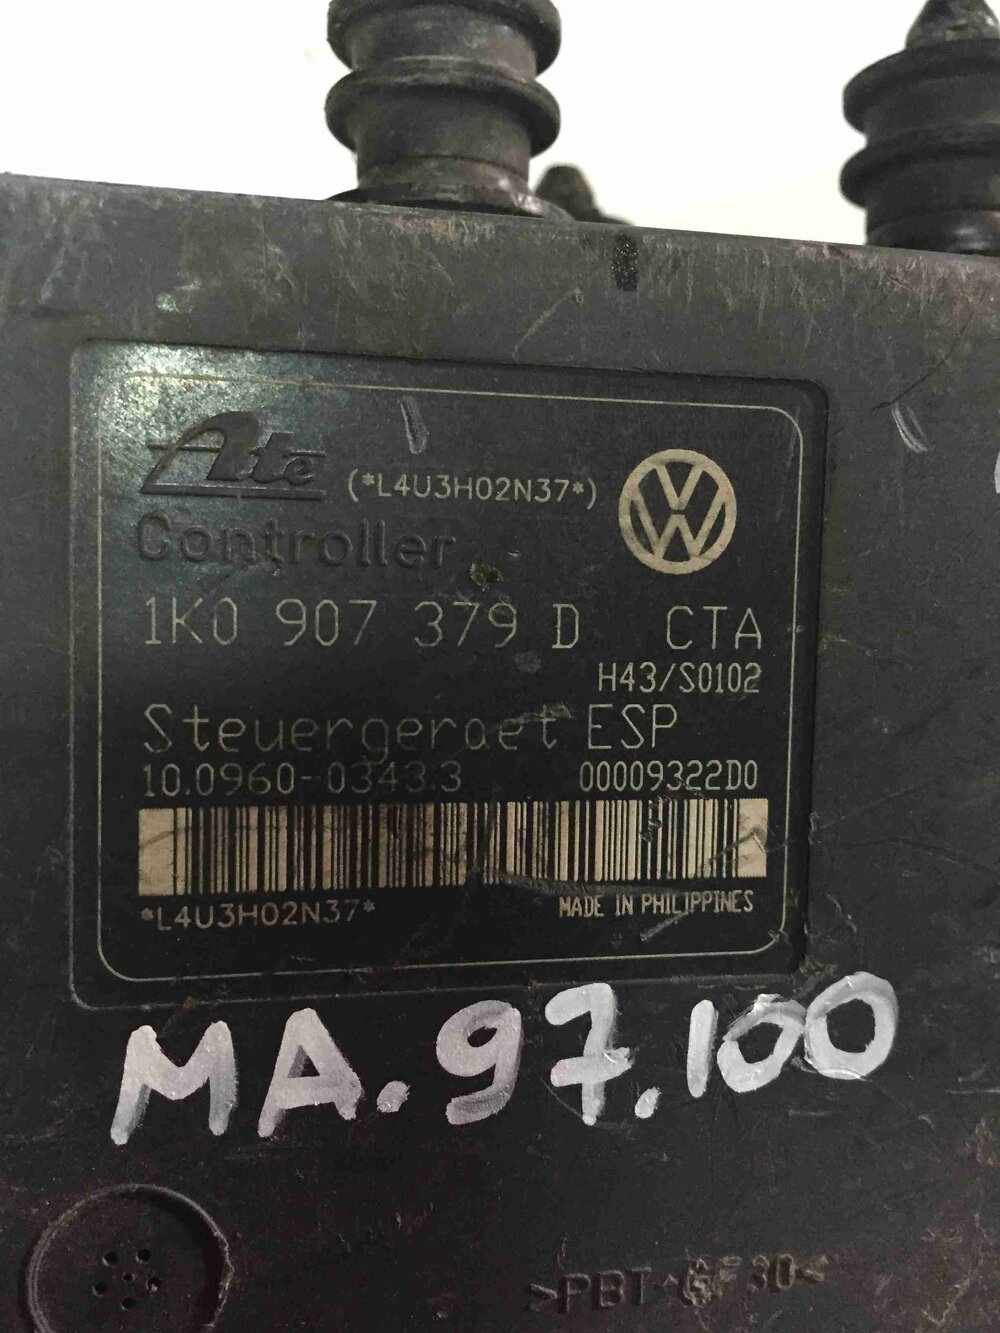 Ate (*L4U3H02N37*)
Controller
1K0 907 379 D CTA
H43/S0102
Steuergeraet ESP
10.0960-0343.3 00009322D0
*L4U3H02N37* MADE IN PHILIPPINES
MA.97.100
>PBT-GF30<